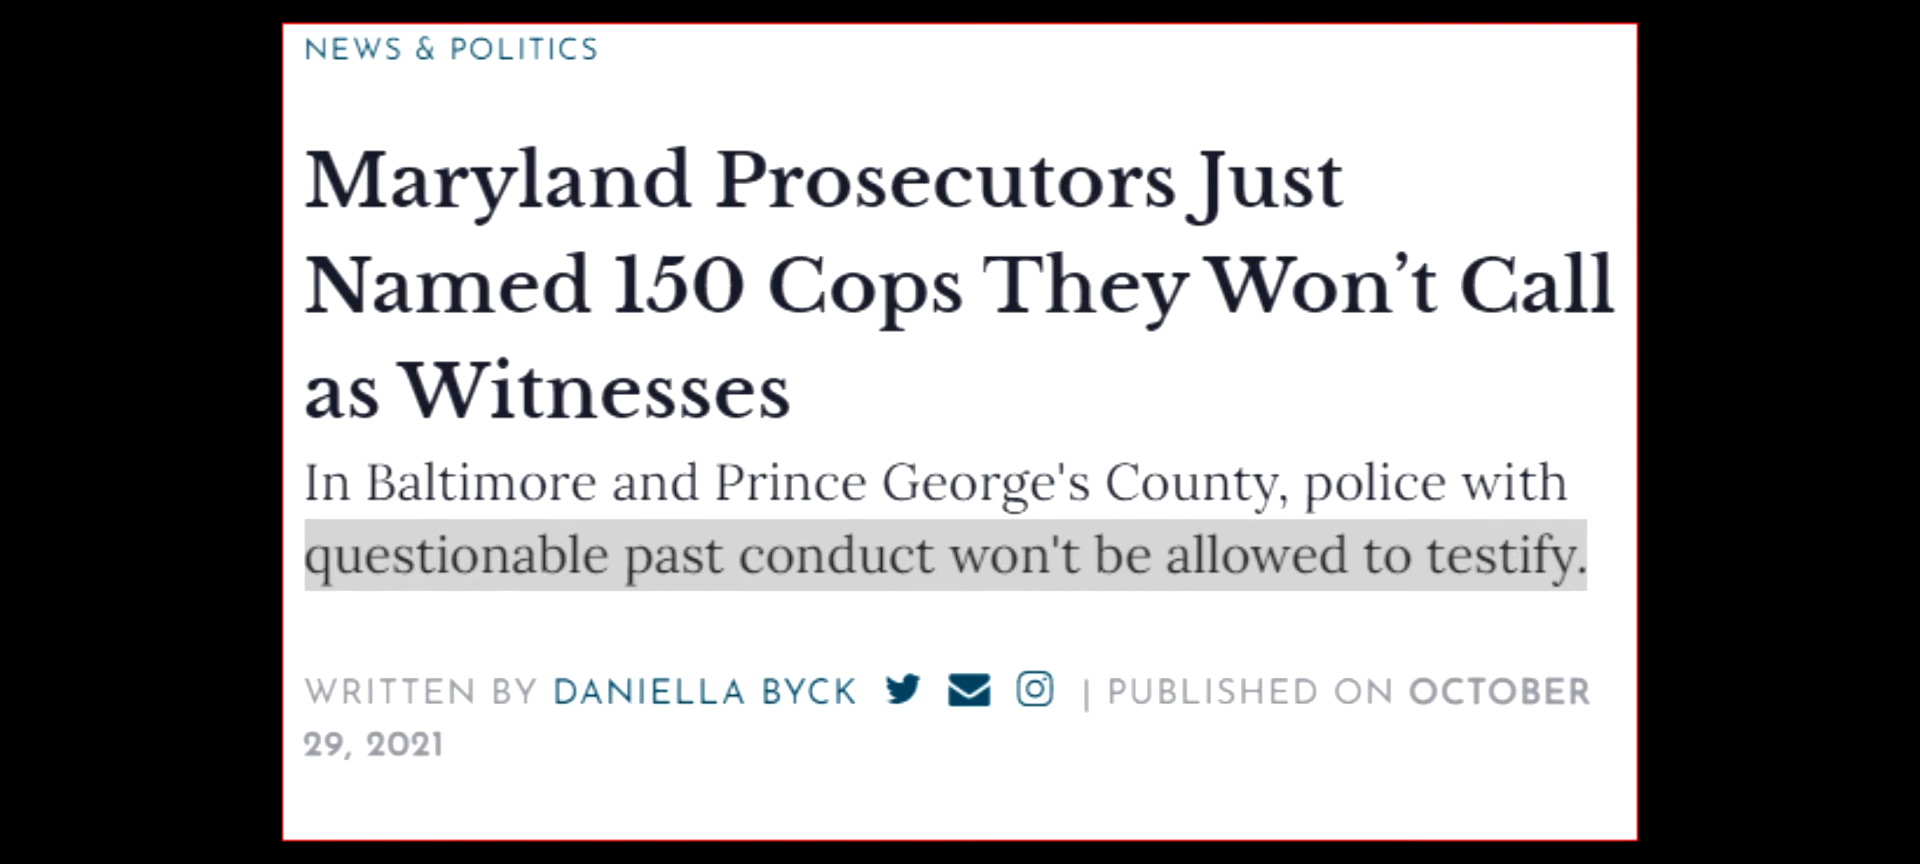 NEWS & POLITICS
Maryland Prosecutors Just
Named 150 Cops They Won’t Call
as Witnesses
In Baltimore and Prince George's County, police with
questionable past conduct won't be allowed to testify.
WRITTEN BY DANIELLA BYCK | PUBLISHED ON OCTOBER
29, 2021